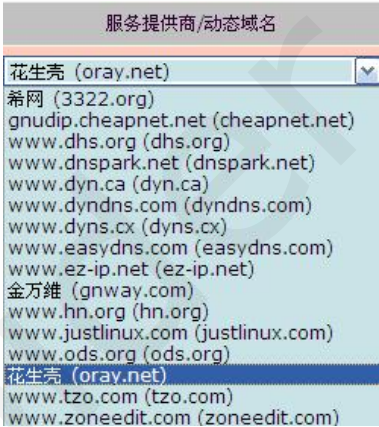 服务提供商/动态域名
花生壳 (oray.net)
希网 (3322.org)
gnudip.cheapnet.net (cheapnet.net)
www.dhs.org (dhs.org)
www.dnspark.net (dnspark.net)
www.dyn.ca (dyn.ca)
www.dyndns.com (dyndns.com)
www.dyns.cx (dyns.cx)
www.easydns.com (easydns.com)
www.ez-ip.net (ez-ip.net)
金万维 (gnway.com)
www.hn.org (hn.org)
www.justlinux.com (justlinux.com)
www.ods.org (ods.org)
花生壳 (oray.net)
www.tzo.com (tzo.com)
www.zoneedit.com (zoneedit.com)